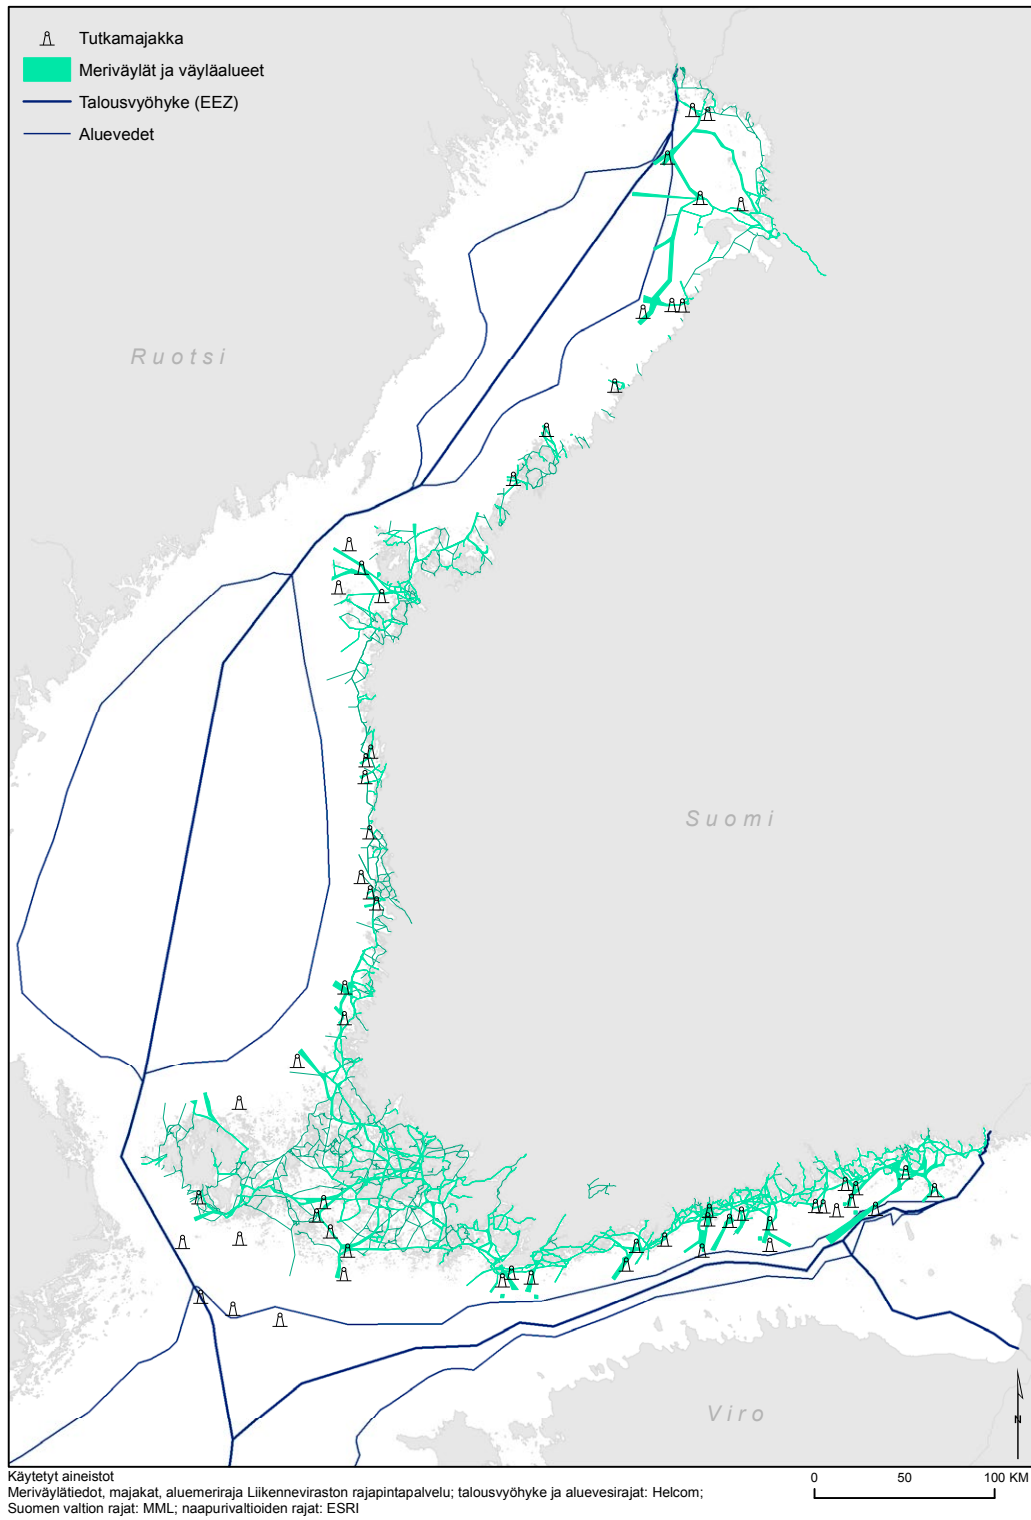 Tutkamajakka
Meriväylät ja väyläalueet
Talousvyöhyke (EEZ)
Aluevedet
Ruotsi
Suomi
Viro
N
Käytetyt aineistot
Meriväylätiedot, majakat, aluemeriraja Liikenneviraston rajapintapalvelu; talousvyöhyke ja aluevesirajat: Helcom;
Suomen valtion rajat: MML; naapurivaltioiden rajat: ESRI
0 50 100 KM